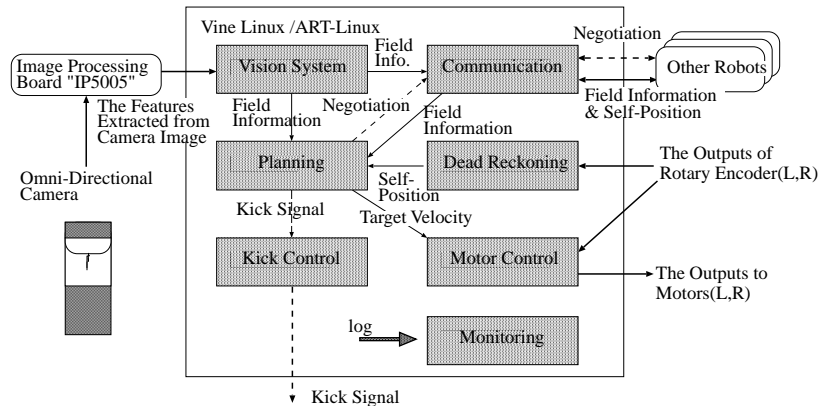 Vine Linux /ART-Linux
Image Processing
Board "IP5005"
Vision System
Field
Info.
Communication
Negotiation
Other Robots
Field Information
& Self-Position
The Features
Extracted from
Camera Image
Field
Information
Negotiation
Field
Information
Omni-Directional
Camera
Planning
Self-
Position
Dead Reckoning
The Outputs of
Rotary Encoder(L,R)
Kick Signal
Target Velocity
Kick Control
Motor Control
The Outputs to
Motors(L,R)
log
Monitoring
Kick Signal